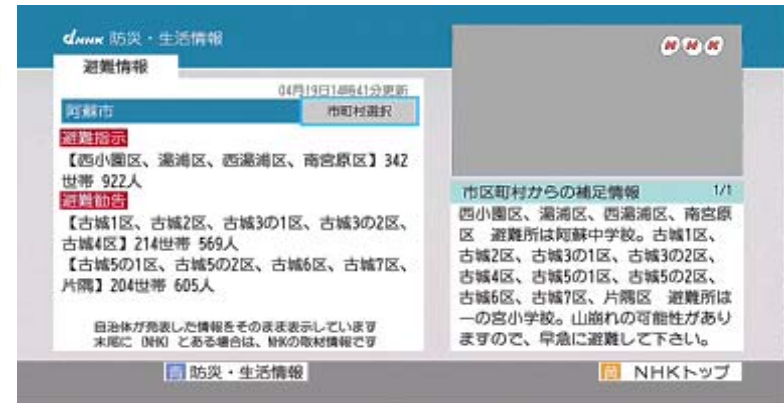 dNHK 防災・生活情報
避難情報
04月19日14時41分更新
阿蘇市
市町村選択
避難指示
【西小園区、湯浦区、西湯浦区、南宮原区】342
世帯 922人
避難勧告
【古城1区、古城2区、古城3の1区、古城3の2区、
古城4区】214世帯 569人
【古城5の1区、古城5の2区、古城6区、古城7区、
片隅】204世帯 605人
自治体が発表した情報をそのまま表示しています
末尾に（NHK）とある場合は、NHKの取材情報です
NHK
市区町村からの補足情報 1/1
西小園区、湯浦区、西湯浦区、南宮原
区 避難所は阿蘇中学校。古城1区、
古城2区、古城3の1区、古城3の2区、
古城4区、古城5の1区、古城5の2区、
古城6区、古城7区、片隅区 避難所は
一の宮小学校。山崩れの可能性があり
ますので、早急に避難して下さい。
青 防災・生活情報
黄 NHKトップ